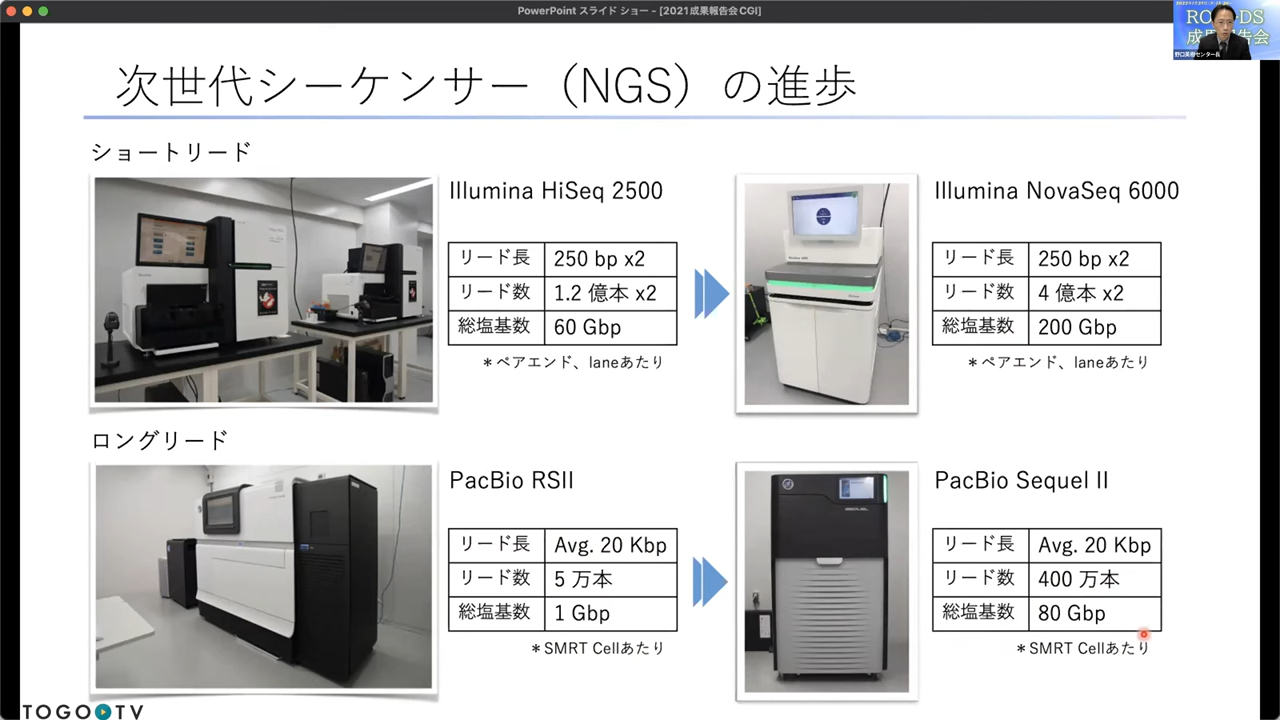 PowerPoint スライド ショー - [2021成果報告会CGI]
次世代シーケンサー（NGS）の進歩
ショートリード
Illumina HiSeq 2500
リード長 250 bp x2
リード数 1.2 億本 x2
総塩基数 60 Gbp
＊ペアエンド、laneあたり
Illumina NovaSeq 6000
リード長 250 bp x2
リード数 4 億本 x2
総塩基数 200 Gbp
＊ペアエンド、laneあたり
ロングリード
PacBio RSII
リード長 Avg. 20 Kbp
リード数 5 万本
総塩基数 1 Gbp
＊SMRT Cellあたり
PacBio Sequel II
リード長 Avg. 20 Kbp
リード数 400 万本
総塩基数 80 Gbp
＊SMRT Cellあたり
SEQUEL
TOGO TV